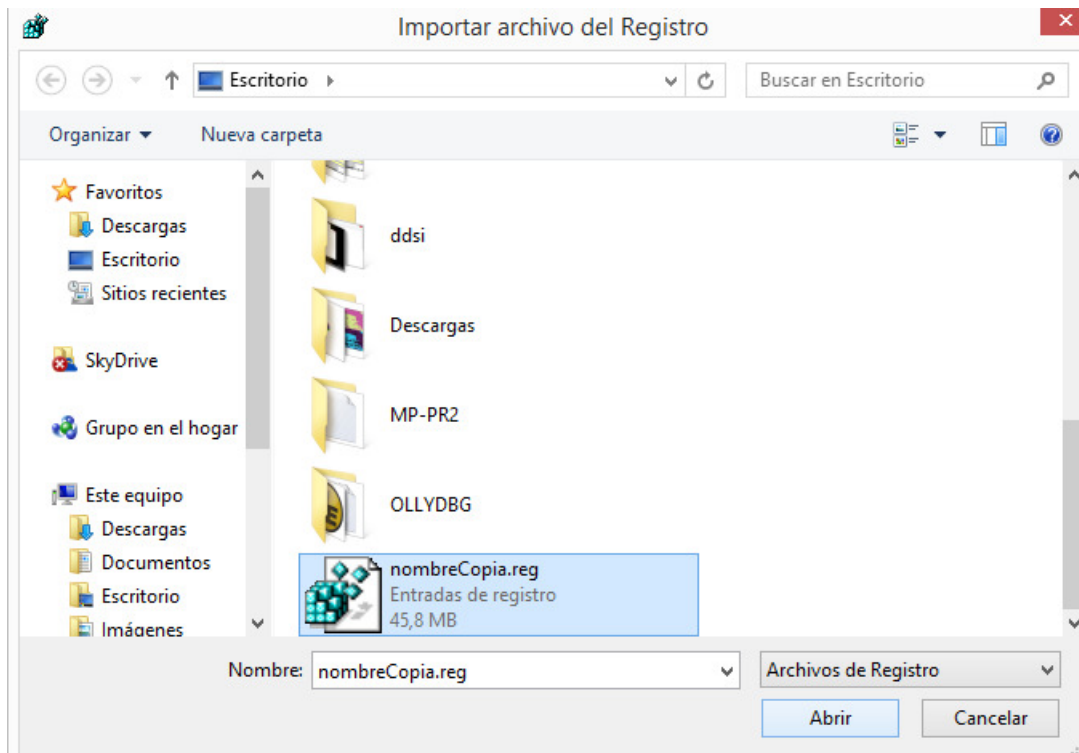 Importar archivo del Registro
Escritorio
Buscar en Escritorio
Organizar
Nueva carpeta
Favoritos
Descargas
Escritorio
Sitios recientes
SkyDrive
Grupo en el hogar
Este equipo
Descargas
Documentos
Escritorio
Imágenes
ddsi
Descargas
MP-PR2
OLLYDBG
nombreCopia.reg
Entradas de registro
45,8 MB
Nombre: nombreCopia.reg
Archivos de Registro
Abrir
Cancelar